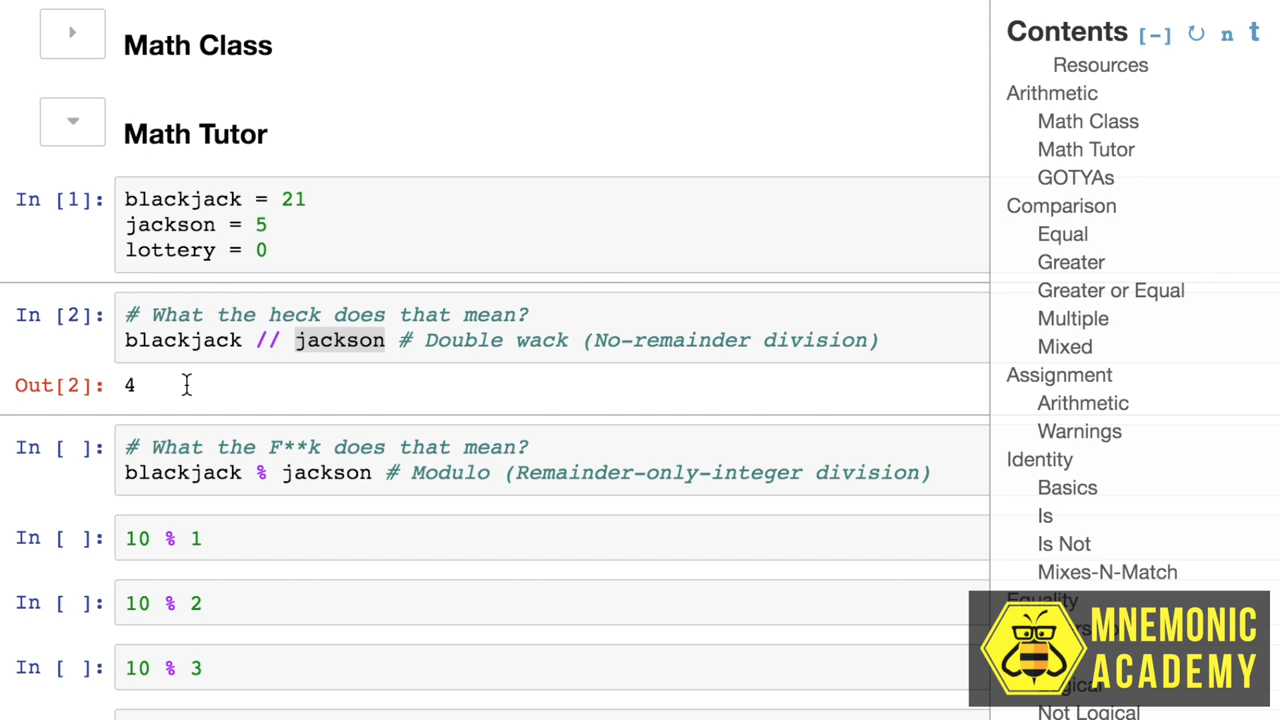 Math Class
Math Tutor
In [1]:
blackjack = 21
jackson = 5
lottery = 0
In [2]:
# What the heck does that mean?
blackjack // jackson # Double wack (No-remainder division)
Out[2]: 4
In [ ]:
# What the F**k does that mean?
blackjack % jackson # Modulo (Remainder-only-integer division)
In [ ]: 10 % 1
In [ ]: 10 % 2
In [ ]: 10 % 3
Contents [-] n t
Resources
Arithmetic
Math Class
Math Tutor
GOTYAs
Comparison
Equal
Greater
Greater or Equal
Multiple
Mixed
Assignment
Arithmetic
Warnings
Identity
Basics
Is
Is Not
Mixes-N-Match
Equality
Logical
Not Logical
MNEMONIC
ACADEMY